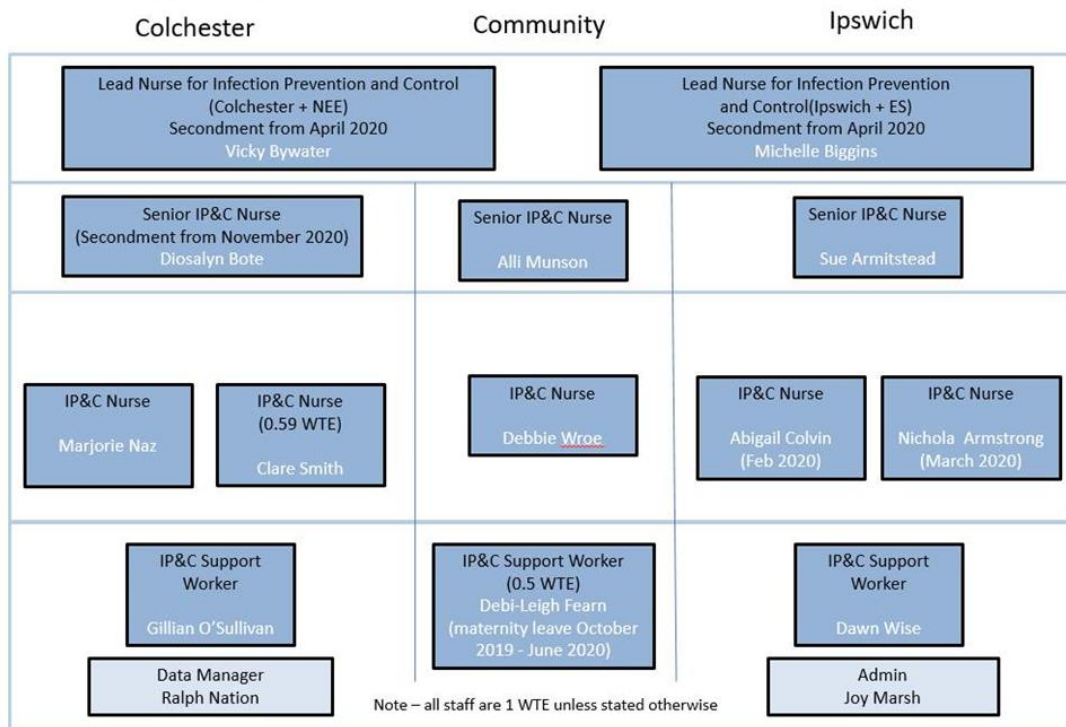 Colchester
Community
Ipswich
Lead Nurse for Infection Prevention and Control
(Colchester + NEE)
Secondment from April 2020
Vicky Bywater
Lead Nurse for Infection Prevention
and Control(Ipswich + ES)
Secondment from April 2020
Michelle Biggins
Senior IP&C Nurse
(Secondment from November 2020)
Diosalyn Bote
Senior IP&C Nurse
Alli Munson
Senior IP&C Nurse
Sue Armitstead
IP&C Nurse
Marjorie Naz
IP&C Nurse
(0.59 WTE)
Clare Smith
IP&C Nurse
Debbie Wroe
IP&C Nurse
Abigail Colvin
(Feb 2020)
IP&C Nurse
Nichola Armstrong
(March 2020)
IP&C Support
Worker
Gillian O’Sullivan
IP&C Support Worker
(0.5 WTE)
Debi-Leigh Fearn
(maternity leave October
2019 - June 2020)
IP&C Support
Worker
Dawn Wise
Data Manager
Ralph Nation
Admin
Joy Marsh
Note – all staff are 1 WTE unless stated otherwise